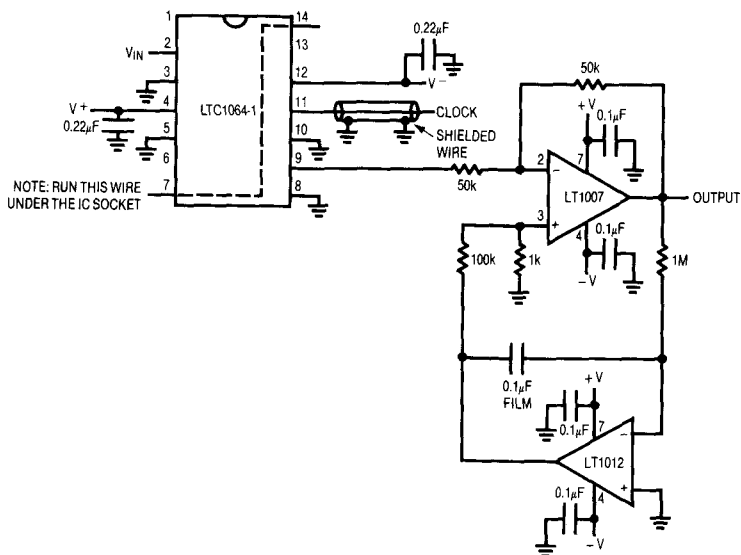 1
14
2
VIN
13
0.22µF
3
12
V−
V+
4
LTC1064-1
11
CLOCK
0.22µF
5
10
SHIELDED
WIRE
6
9
NOTE: RUN THIS WIRE
UNDER THE IC SOCKET
7
8
50k
50k
+V
0.1µF
2
−
7
LT1007
OUTPUT
3
+
4
0.1µF
−V
100k
1k
1M
0.1µF
FILM
+V
0.1µF
7
−
LT1012
0.1µF
4
+
−V